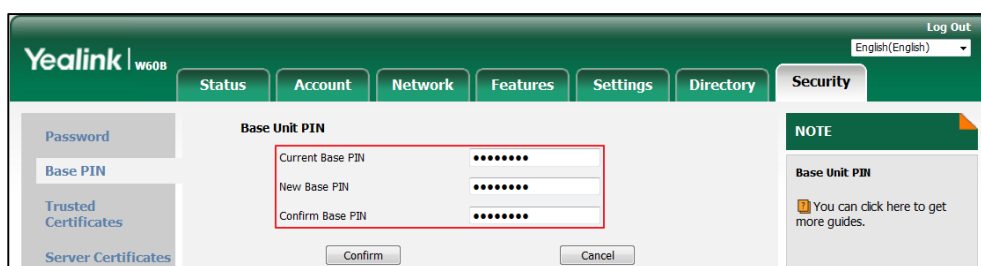 Log Out
Yealink | W60B
English(English)
Status Account Network Features Settings Directory Security
Password
Base PIN
Trusted
Certificates
Server Certificates
Base Unit PIN
Current Base PIN ••••••••
New Base PIN ••••••••
Confirm Base PIN ••••••••
Confirm Cancel
NOTE
Base Unit PIN
You can click here to get
more guides.